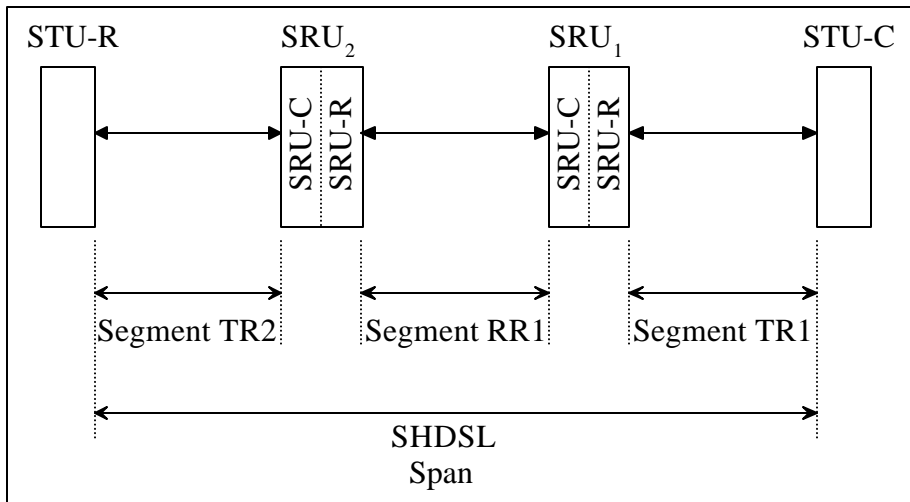 STU-R
SRU₂
SRU₁
STU-C
SRU-C
SRU-R
SRU-C
SRU-R
Segment TR2
Segment RR1
Segment TR1
SHDSL
Span